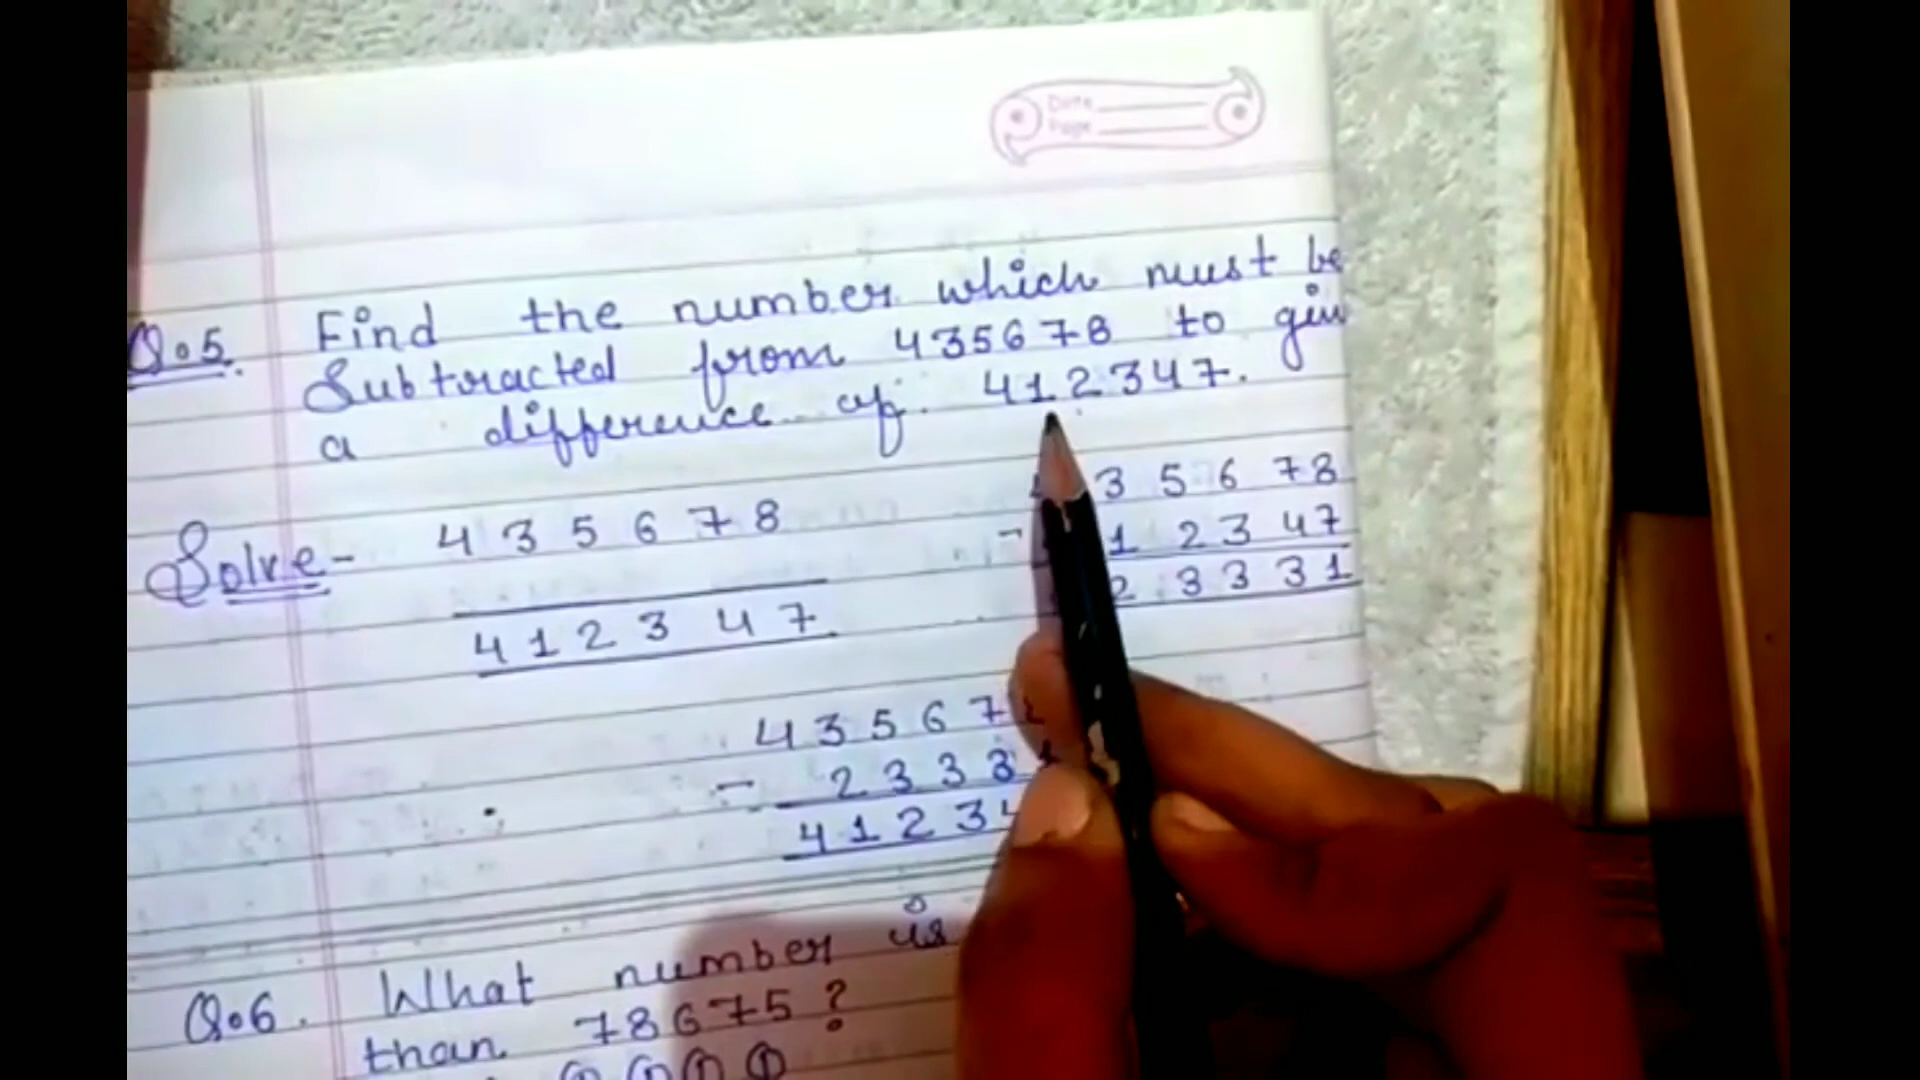 Date
Page
Q.5. Find the number which must be
Subtracted from 435678 to give
a difference of 412347.
Solve- 4 3 5 6 7 8
4 1 2 3 4 7
3 5 6 7 8
- 1 2 3 4 7
2 3 3 3 1
4 3 5 6 7
- 2 3 3 3
4 1 2 3 4
Q.6. What number is
than 78675?